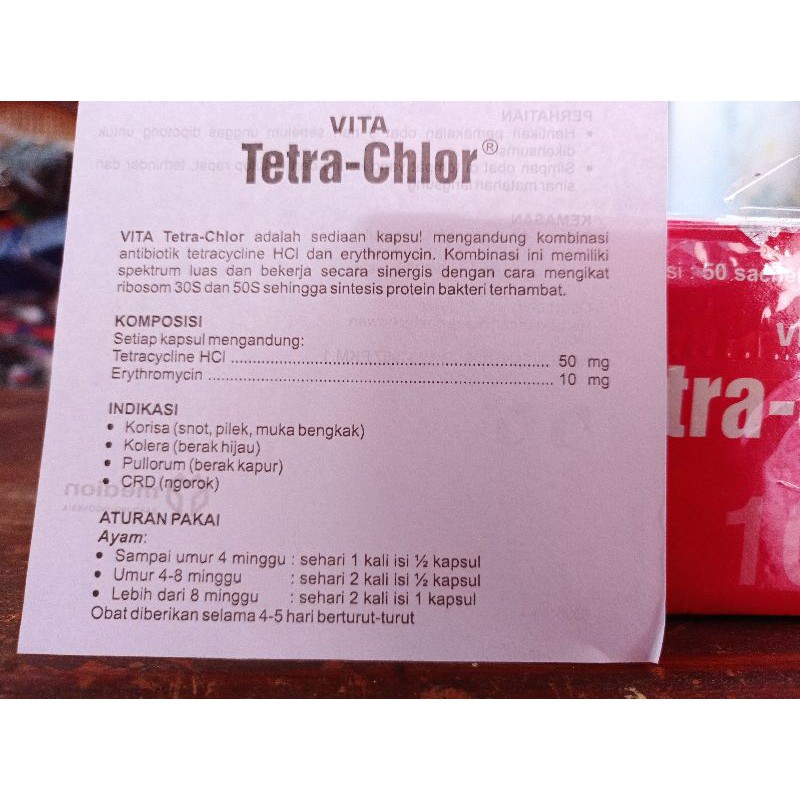 VITA
Tetra-Chlor®
VITA Tetra-Chlor adalah sediaan kapsul mengandung kombinasi
antibiotik tetracycline HCl dan erythromycin. Kombinasi ini memiliki
spektrum luas dan bekerja secara sinergis dengan cara mengikat
ribosom 30S dan 50S sehingga sintesis protein bakteri terhambat.
KOMPOSISI
Setiap kapsul mengandung:
Tetracycline HCl ........................................................................ 50 mg
Erythromycin ............................................................................. 10 mg
INDIKASI
• Korisa (snot, pilek, muka bengkak)
• Kolera (berak hijau)
• Pullorum (berak kapur)
• CRD (ngorok)
ATURAN PAKAI
Ayam:
• Sampai umur 4 minggu : sehari 1 kali isi ½ kapsul
• Umur 4-8 minggu : sehari 2 kali isi ½ kapsul
• Lebih dari 8 minggu : sehari 2 kali isi 1 kapsul
Obat diberikan selama 4-5 hari berturut-turut
si : 50 sache
VIT
tra-